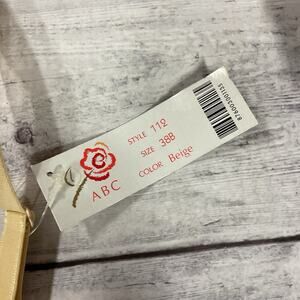 STYLE 112
SIZE 38B
COLOR Beige
ABC